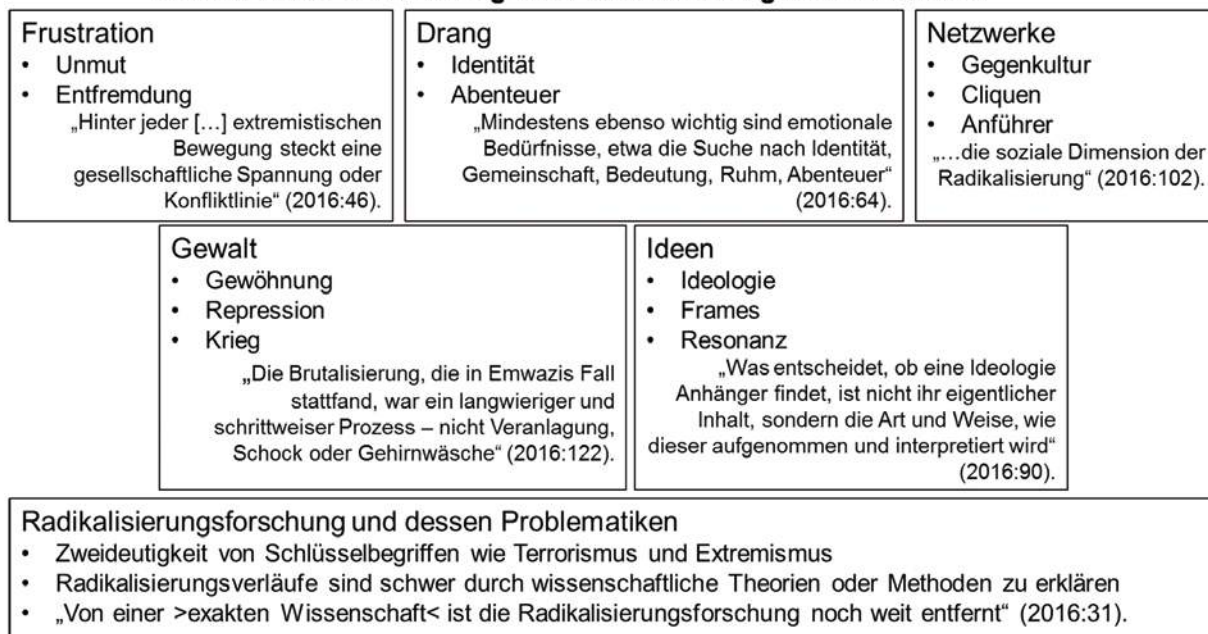 Frustration
• Unmut
• Entfremdung
„Hinter jeder [...] extremistischen
Bewegung steckt eine
gesellschaftliche Spannung oder
Konfliktlinie“ (2016:46).
Drang
• Identität
• Abenteuer
„Mindestens ebenso wichtig sind emotionale
Bedürfnisse, etwa die Suche nach Identität,
Gemeinschaft, Bedeutung, Ruhm, Abenteuer“
(2016:64).
Netzwerke
• Gegenkultur
• Cliquen
• Anführer
„...die soziale Dimension der
Radikalisierung“ (2016:102).
Gewalt
• Gewöhnung
• Repression
• Krieg
„Die Brutalisierung, die in Emwazis Fall
stattfand, war ein langwieriger und
schrittweiser Prozess – nicht Veranlagung,
Schock oder Gehirnwäsche“ (2016:122).
Ideen
• Ideologie
• Frames
• Resonanz
„Was entscheidet, ob eine Ideologie
Anhänger findet, ist nicht ihr eigentlicher
Inhalt, sondern die Art und Weise, wie
dieser aufgenommen und interpretiert wird“
(2016:90).
Radikalisierungsforschung und dessen Problematiken
• Zweideutigkeit von Schlüsselbegriffen wie Terrorismus und Extremismus
• Radikalisierungsverläufe sind schwer durch wissenschaftliche Theorien oder Methoden zu erklären
• „Von einer >exakten Wissenschaft< ist die Radikalisierungsforschung noch weit entfernt“ (2016:31).